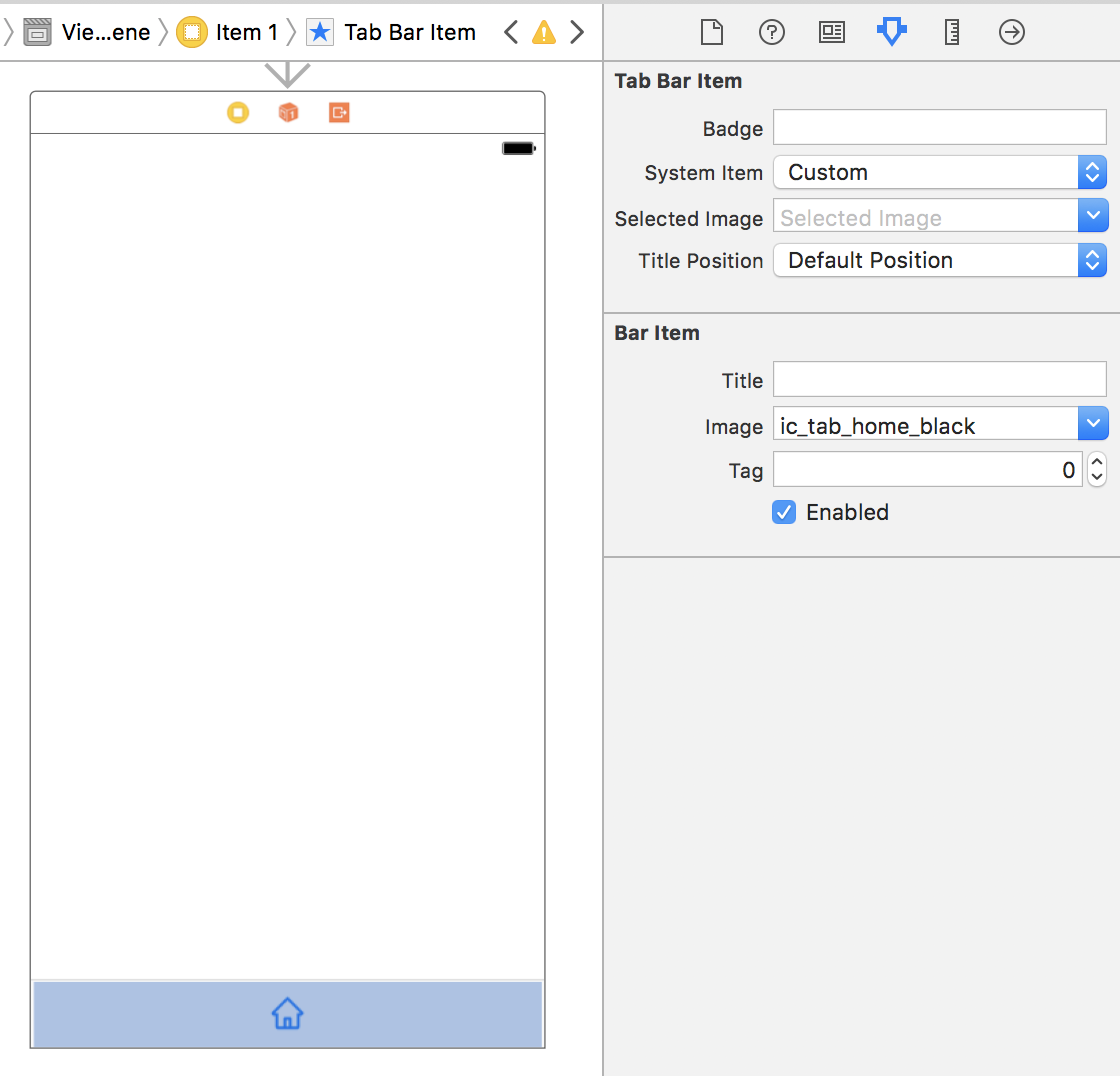 Vie...ene Item 1 Tab Bar Item
Tab Bar Item
Badge
System Item Custom
Selected Image Selected Image
Title Position Default Position
Bar Item
Title
Image ic_tab_home_black
Tag 0
Enabled